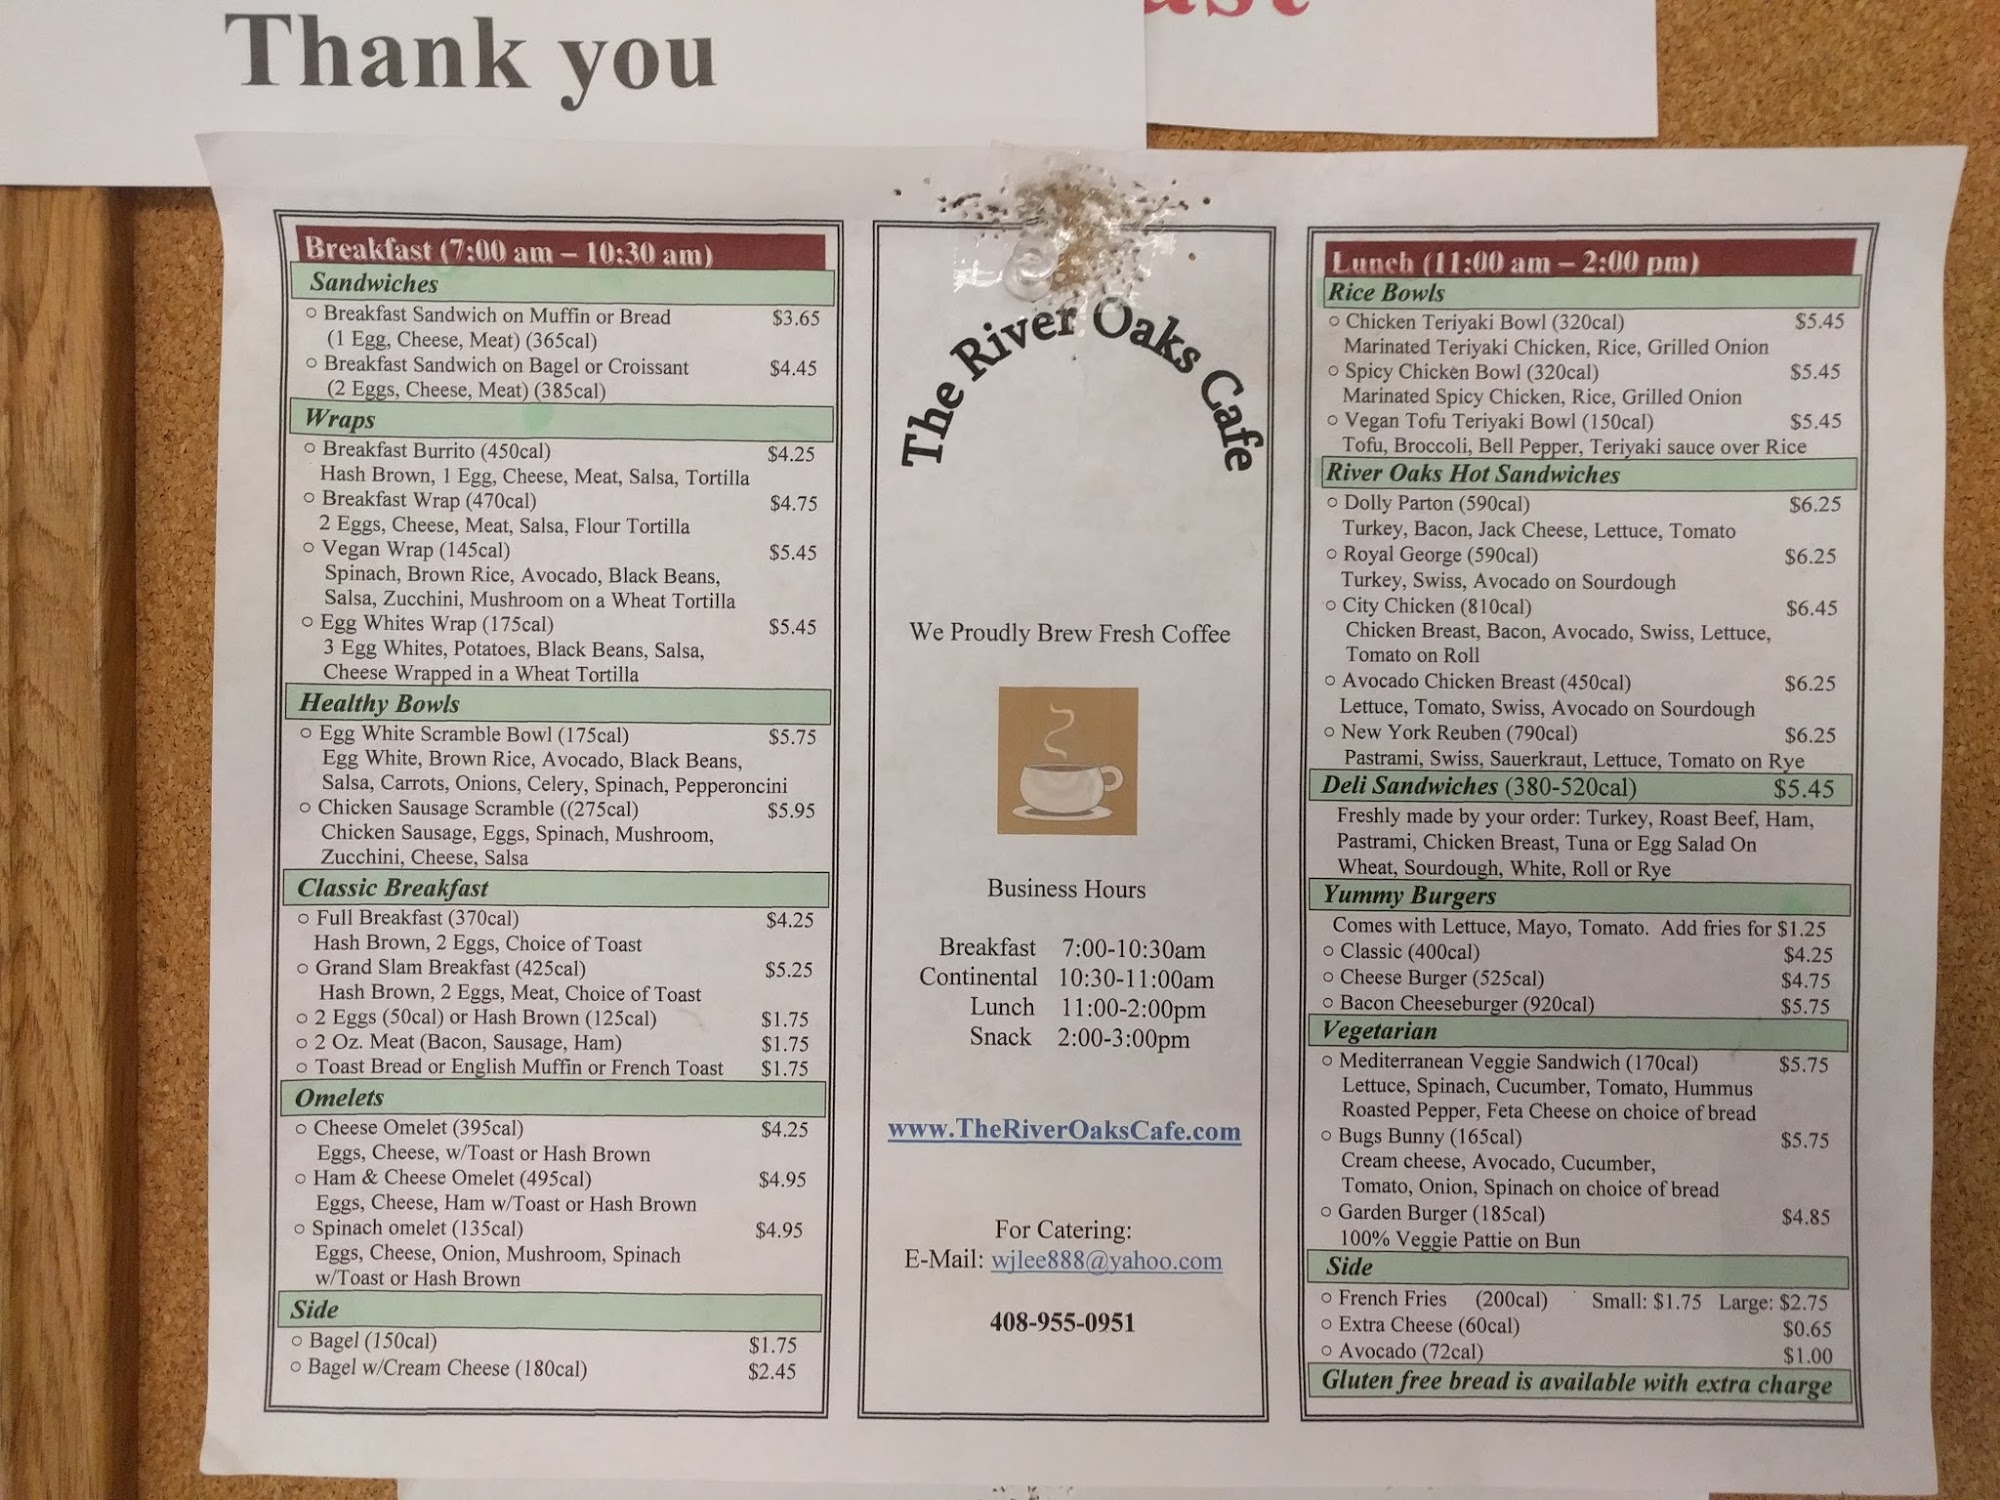 Thank you
Breakfast (7:00 am – 10:30 am)
Sandwiches
○ Breakfast Sandwich on Muffin or Bread $3.65
(1 Egg, Cheese, Meat) (365cal)
○ Breakfast Sandwich on Bagel or Croissant $4.45
(2 Eggs, Cheese, Meat) (385cal)
Wraps
○ Breakfast Burrito (450cal) $4.25
Hash Brown, 1 Egg, Cheese, Meat, Salsa, Tortilla
○ Breakfast Wrap (470cal) $4.75
2 Eggs, Cheese, Meat, Salsa, Flour Tortilla
○ Vegan Wrap (145cal) $5.45
Spinach, Brown Rice, Avocado, Black Beans,
Salsa, Zucchini, Mushroom on a Wheat Tortilla
○ Egg Whites Wrap (175cal) $5.45
3 Egg Whites, Potatoes, Black Beans, Salsa,
Cheese Wrapped in a Wheat Tortilla
Healthy Bowls
○ Egg White Scramble Bowl (175cal) $5.75
Egg White, Brown Rice, Avocado, Black Beans,
Salsa, Carrots, Onions, Celery, Spinach, Pepperoncini
○ Chicken Sausage Scramble ((275cal) $5.95
Chicken Sausage, Eggs, Spinach, Mushroom,
Zucchini, Cheese, Salsa
Classic Breakfast
○ Full Breakfast (370cal) $4.25
Hash Brown, 2 Eggs, Choice of Toast
○ Grand Slam Breakfast (425cal) $5.25
Hash Brown, 2 Eggs, Meat, Choice of Toast
○ 2 Eggs (50cal) or Hash Brown (125cal) $1.75
○ 2 Oz. Meat (Bacon, Sausage, Ham) $1.75
○ Toast Bread or English Muffin or French Toast $1.75
Omelets
○ Cheese Omelet (395cal) $4.25
Eggs, Cheese, w/Toast or Hash Brown
○ Ham & Cheese Omelet (495cal) $4.95
Eggs, Cheese, Ham w/Toast or Hash Brown
○ Spinach omelet (135cal) $4.95
Eggs, Cheese, Onion, Mushroom, Spinach
w/Toast or Hash Brown
Side
○ Bagel (150cal) $1.75
○ Bagel w/Cream Cheese (180cal) $2.45
The River Oaks Cafe
We Proudly Brew Fresh Coffee
Business Hours
Breakfast 7:00-10:30am
Continental 10:30-11:00am
Lunch 11:00-2:00pm
Snack 2:00-3:00pm
www.TheRiverOaksCafe.com
For Catering:
E-Mail: wjlee888@yahoo.com
408-955-0951
Lunch (11:00 am – 2:00 pm)
Rice Bowls
○ Chicken Teriyaki Bowl (320cal) $5.45
Marinated Teriyaki Chicken, Rice, Grilled Onion
○ Spicy Chicken Bowl (320cal) $5.45
Marinated Spicy Chicken, Rice, Grilled Onion
○ Vegan Tofu Teriyaki Bowl (150cal) $5.45
Tofu, Broccoli, Bell Pepper, Teriyaki sauce over Rice
River Oaks Hot Sandwiches
○ Dolly Parton (590cal) $6.25
Turkey, Bacon, Jack Cheese, Lettuce, Tomato
○ Royal George (590cal) $6.25
Turkey, Swiss, Avocado on Sourdough
○ City Chicken (810cal) $6.45
Chicken Breast, Bacon, Avocado, Swiss, Lettuce,
Tomato on Roll
○ Avocado Chicken Breast (450cal) $6.25
Lettuce, Tomato, Swiss, Avocado on Sourdough
○ New York Reuben (790cal) $6.25
Pastrami, Swiss, Sauerkraut, Lettuce, Tomato on Rye
Deli Sandwiches (380-520cal) $5.45
Freshly made by your order: Turkey, Roast Beef, Ham,
Pastrami, Chicken Breast, Tuna or Egg Salad On
Wheat, Sourdough, White, Roll or Rye
Yummy Burgers
Comes with Lettuce, Mayo, Tomato. Add fries for $1.25
○ Classic (400cal) $4.25
○ Cheese Burger (525cal) $4.75
○ Bacon Cheeseburger (920cal) $5.75
Vegetarian
○ Mediterranean Veggie Sandwich (170cal) $5.75
Lettuce, Spinach, Cucumber, Tomato, Hummus
Roasted Pepper, Feta Cheese on choice of bread
○ Bugs Bunny (165cal) $5.75
Cream cheese, Avocado, Cucumber,
Tomato, Onion, Spinach on choice of bread
○ Garden Burger (185cal) $4.85
100% Veggie Pattie on Bun
Side
○ French Fries (200cal) Small: $1.75 Large: $2.75
○ Extra Cheese (60cal) $0.65
○ Avocado (72cal) $1.00
Gluten free bread is available with extra charge